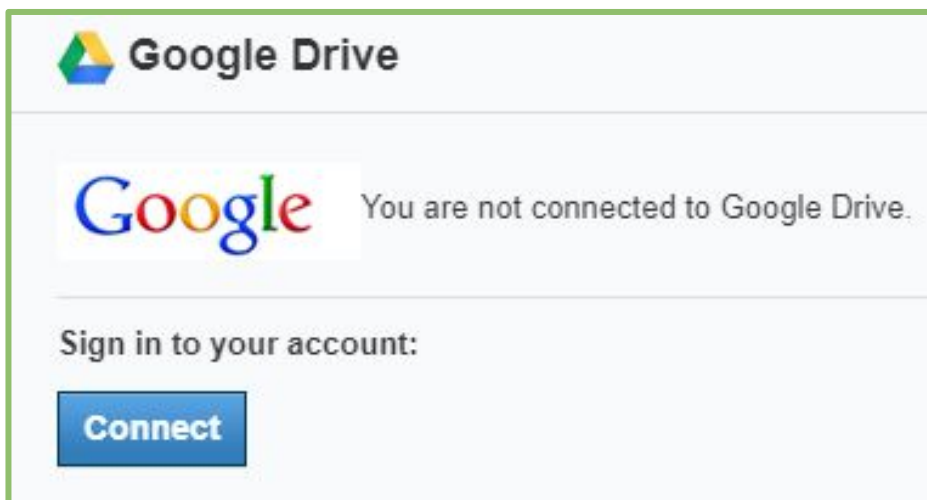 Google Drive
Google
You are not connected to Google Drive.
Sign in to your account:
Connect